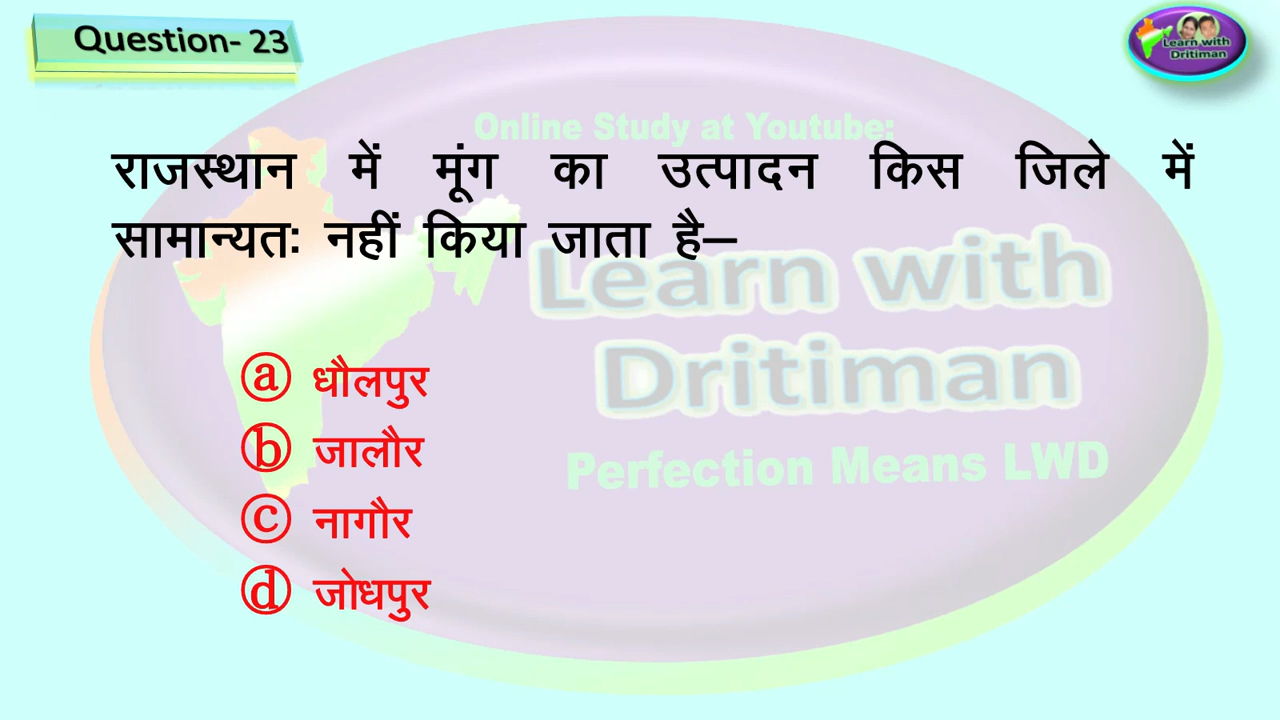 Question- 23
Learn with
Dritiman
Online Study at Youtube:
राजस्थान में मूंग का उत्पादन किस जिले में
सामान्यतः नहीं किया जाता है–
Learn with
Dritiman
ⓐ धौलपुर
ⓑ जालौर
Perfection Means LWD
ⓒ नागौर
ⓓ जोधपुर